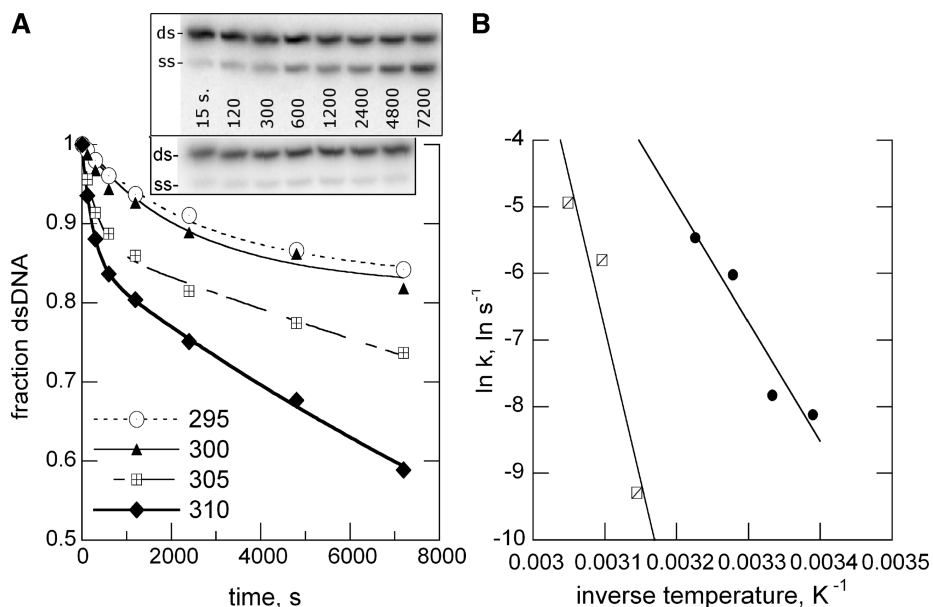 A
B
ds-
ss-
15 s.
120
300
600
1200
2400
4800
7200
ds-
ss-
1
0.9
0.8
0.7
0.6
0.5
fraction dsDNA
295
300
305
310
0 2000 4000 6000 8000
time, s
-4
-5
-6
-7
-8
-9
-10
ln k, ln s⁻¹
0.003 0.0031 0.0032 0.0033 0.0034 0.0035
inverse temperature, K⁻¹